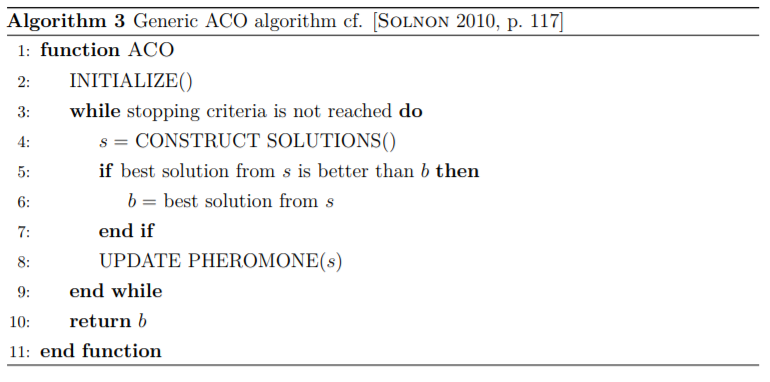 Algorithm 3 Generic ACO algorithm cf. [SOLNON 2010, p. 117]
1: function ACO
2: INITIALIZE()
3: while stopping criteria is not reached do
4: s = CONSTRUCT SOLUTIONS()
5: if best solution from s is better than b then
6: b = best solution from s
7: end if
8: UPDATE PHEROMONE(s)
9: end while
10: return b
11: end function